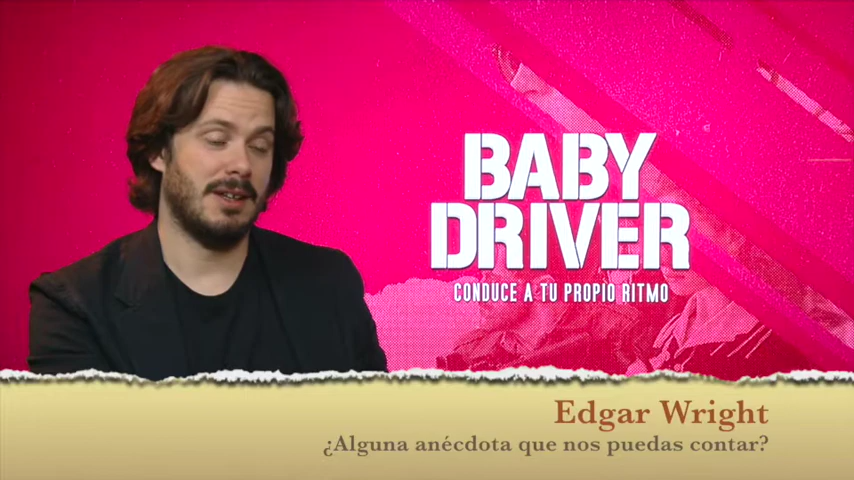 BABY
DRIVER
CONDUCE A TU PROPIO RITMO
Edgar Wright
¿Alguna anécdota que nos puedas contar?